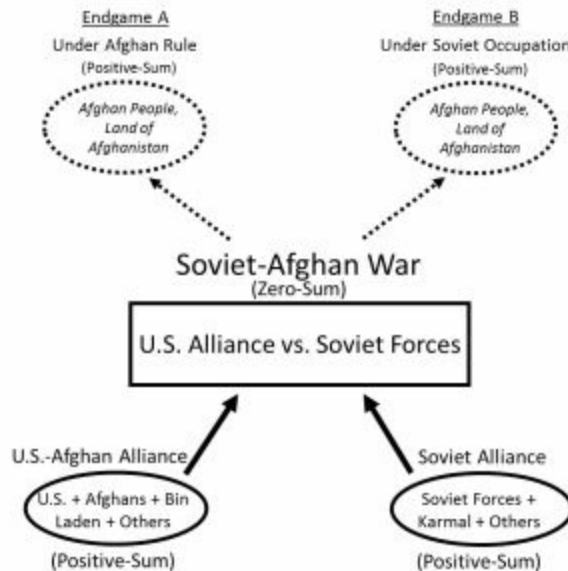 Endgame A
Under Afghan Rule
(Positive-Sum)
Afghan People,
Land of
Afghanistan
Endgame B
Under Soviet Occupation
(Positive-Sum)
Afghan People,
Land of
Afghanistan
Soviet-Afghan War
(Zero-Sum)
U.S. Alliance vs. Soviet Forces
U.S.-Afghan Alliance
U.S. + Afghans + Bin
Laden + Others
(Positive-Sum)
Soviet Alliance
Soviet Forces +
Karmal + Others
(Positive-Sum)